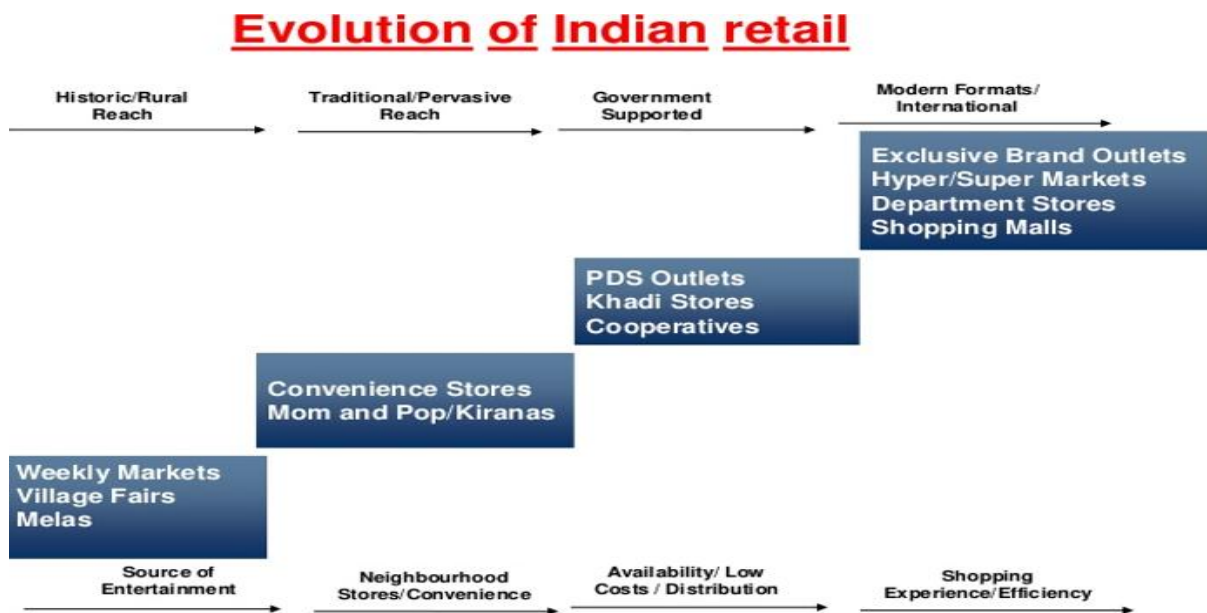 Evolution of Indian retail
Historic/Rural
Reach
Traditional/Pervasive
Reach
Government
Supported
Modern Formats/
International
Exclusive Brand Outlets
Hyper/Super Markets
Department Stores
Shopping Malls
PDS Outlets
Khadi Stores
Cooperatives
Convenience Stores
Mom and Pop/Kiranas
Weekly Markets
Village Fairs
Melas
Source of
Entertainment
Neighbourhood
Stores/Convenience
Availability/ Low
Costs / Distribution
Shopping
Experience/Efficiency